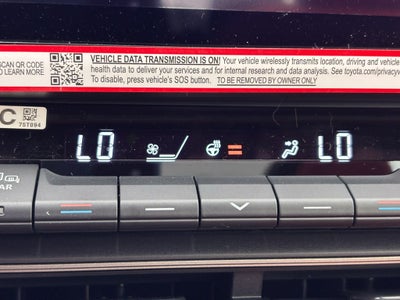 SCAN QR CODE
TO LEARN MORE
VEHICLE DATA TRANSMISSION IS ON! Your vehicle wirelessly transmits location, driving and vehicle
health data to deliver your services and for internal research and data analysis. See toyota.com/privacyv
To disable, press vehicle's SOS button. TO BE REMOVED BY OWNER ONLY
C
75T894
LO
LO